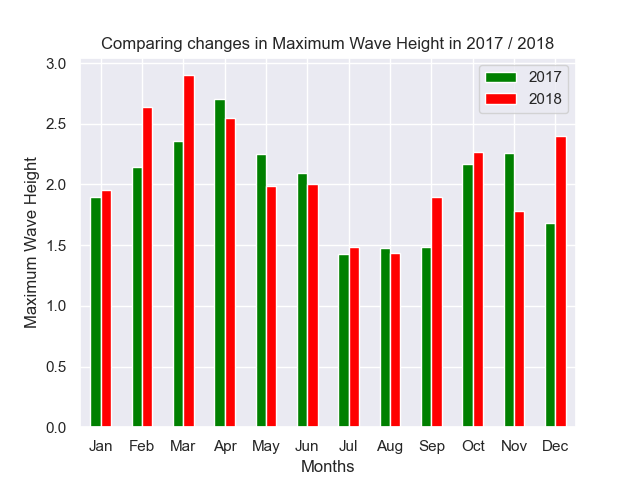 Comparing changes in Maximum Wave Height in 2017 / 2018
2017
2018
Maximum Wave Height
3.0
2.5
2.0
1.5
1.0
0.5
0.0
Jan Feb Mar Apr May Jun Jul Aug Sep Oct Nov Dec
Months